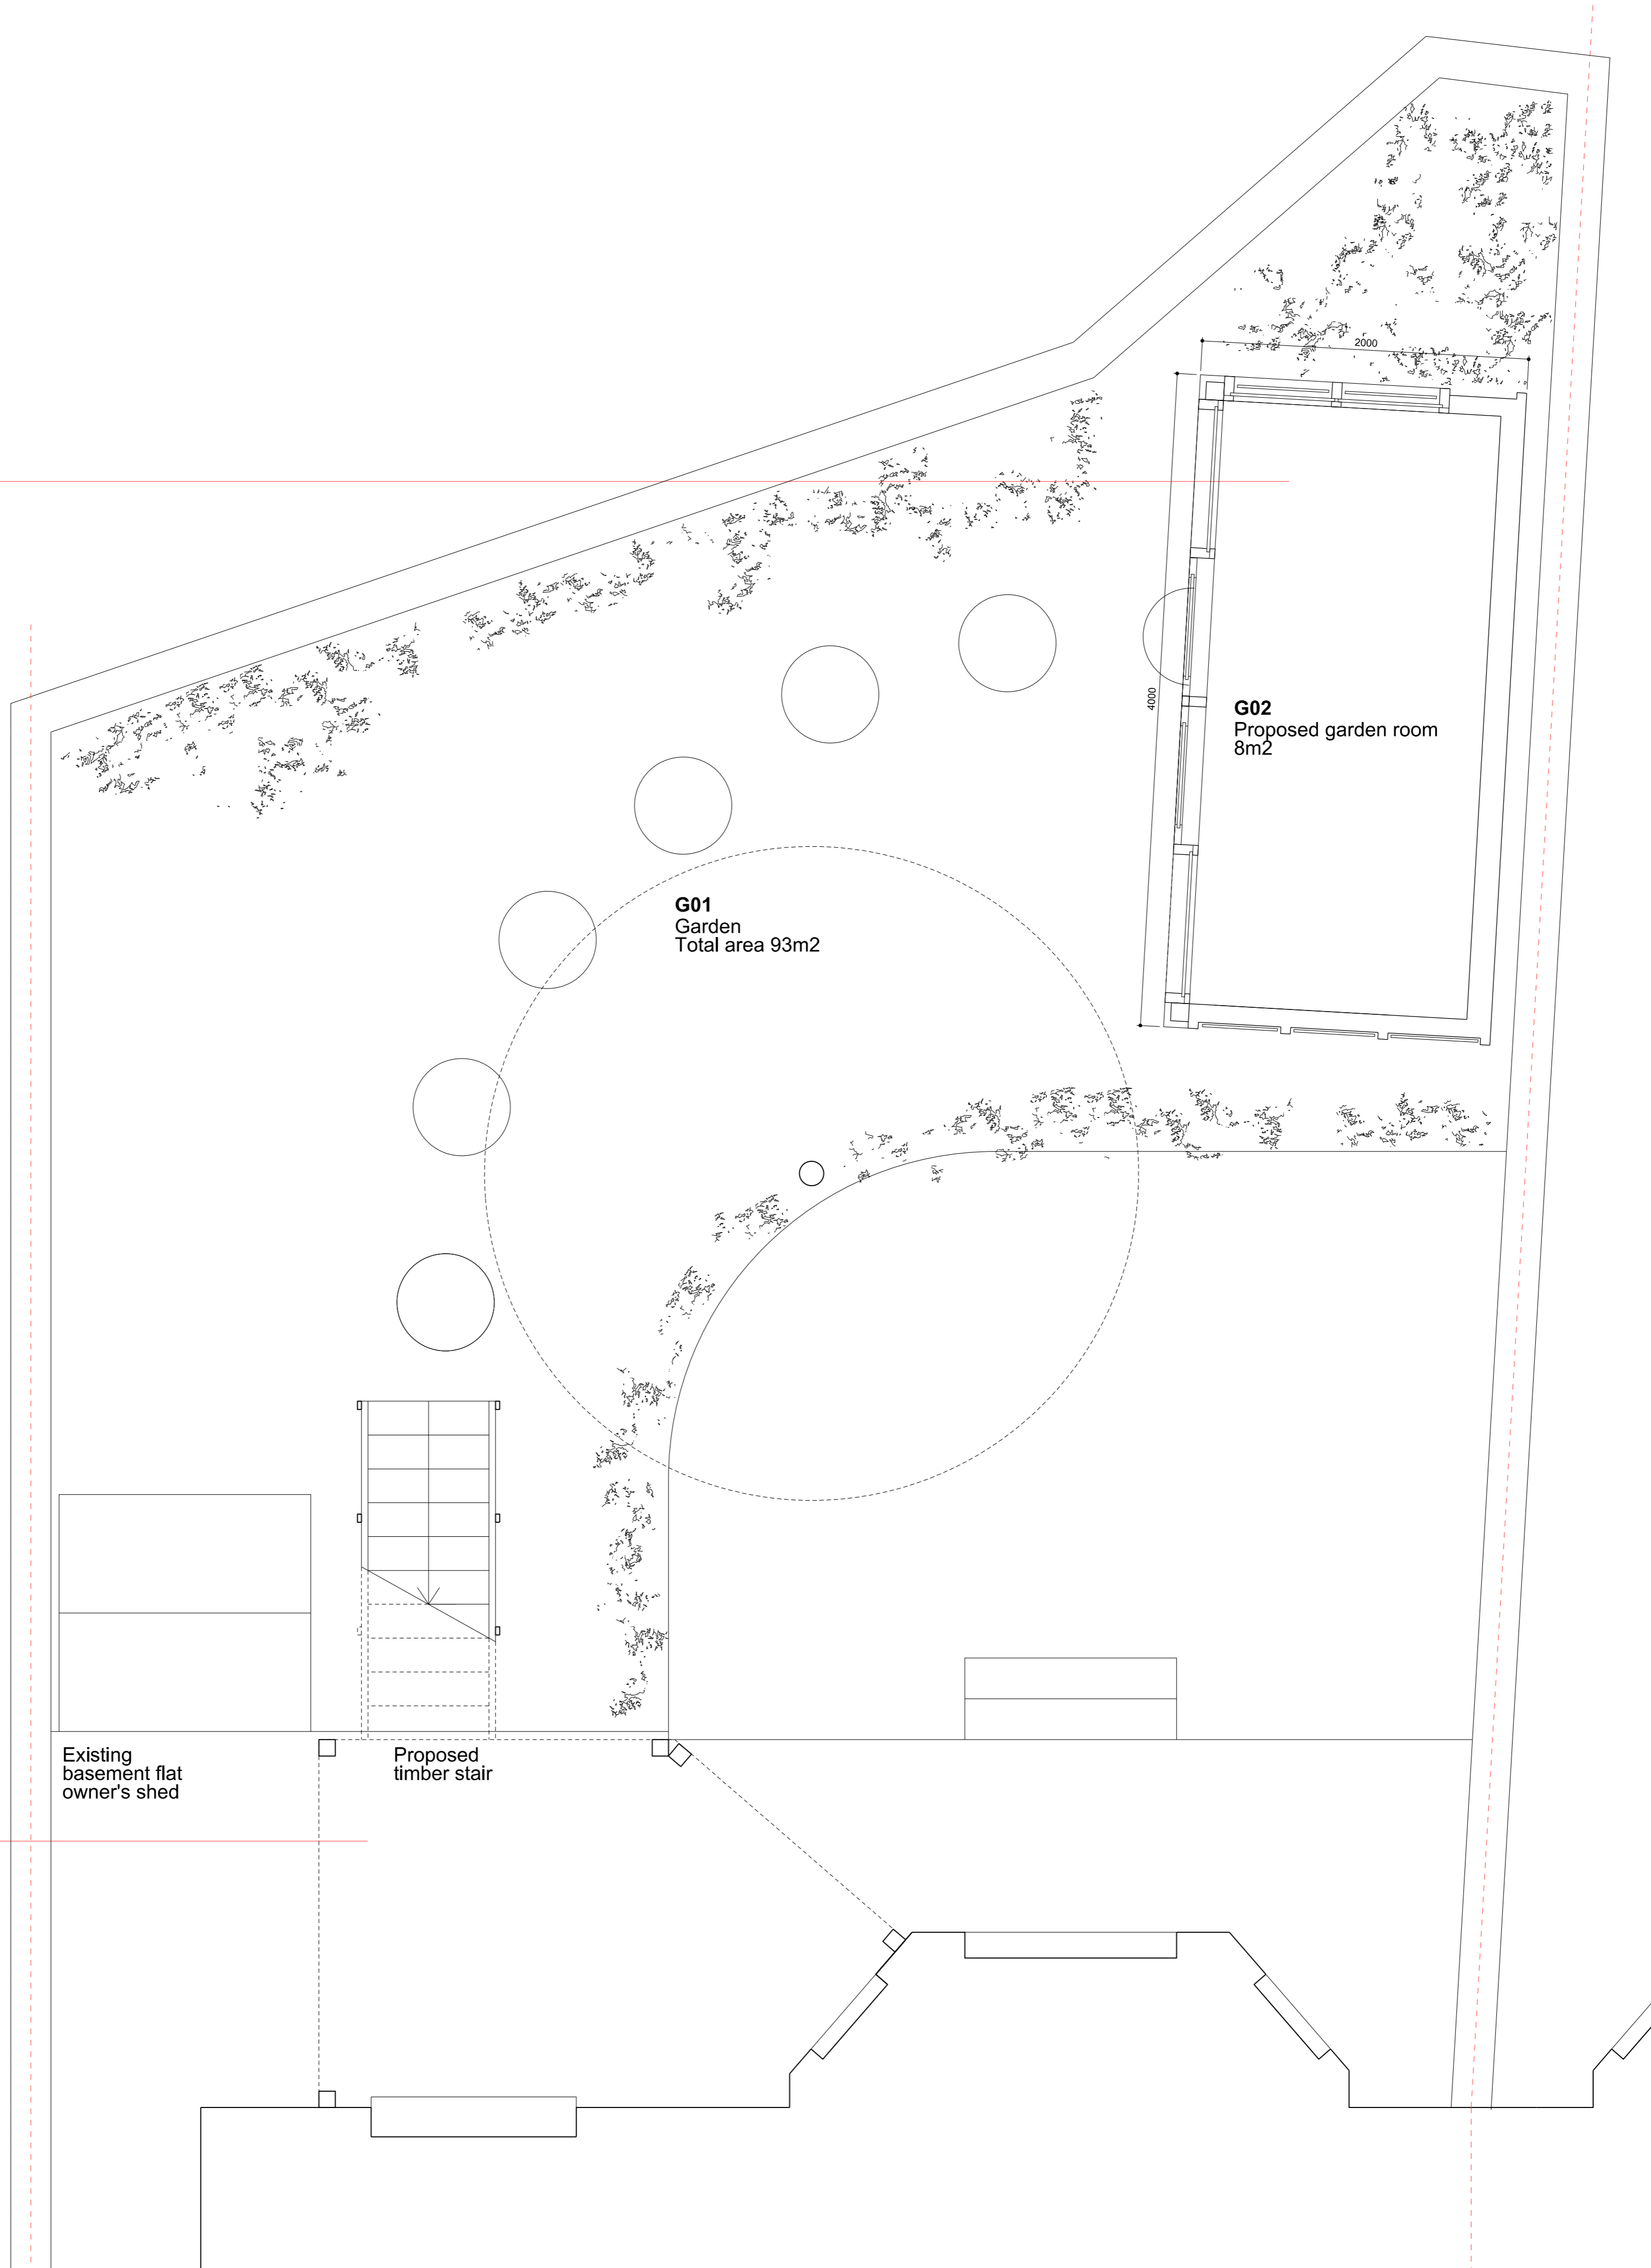 2000
4000
G02
Proposed garden room
8m2
G01
Garden
Total area 93m2
Existing
basement flat
owner's shed
Proposed
timber stair